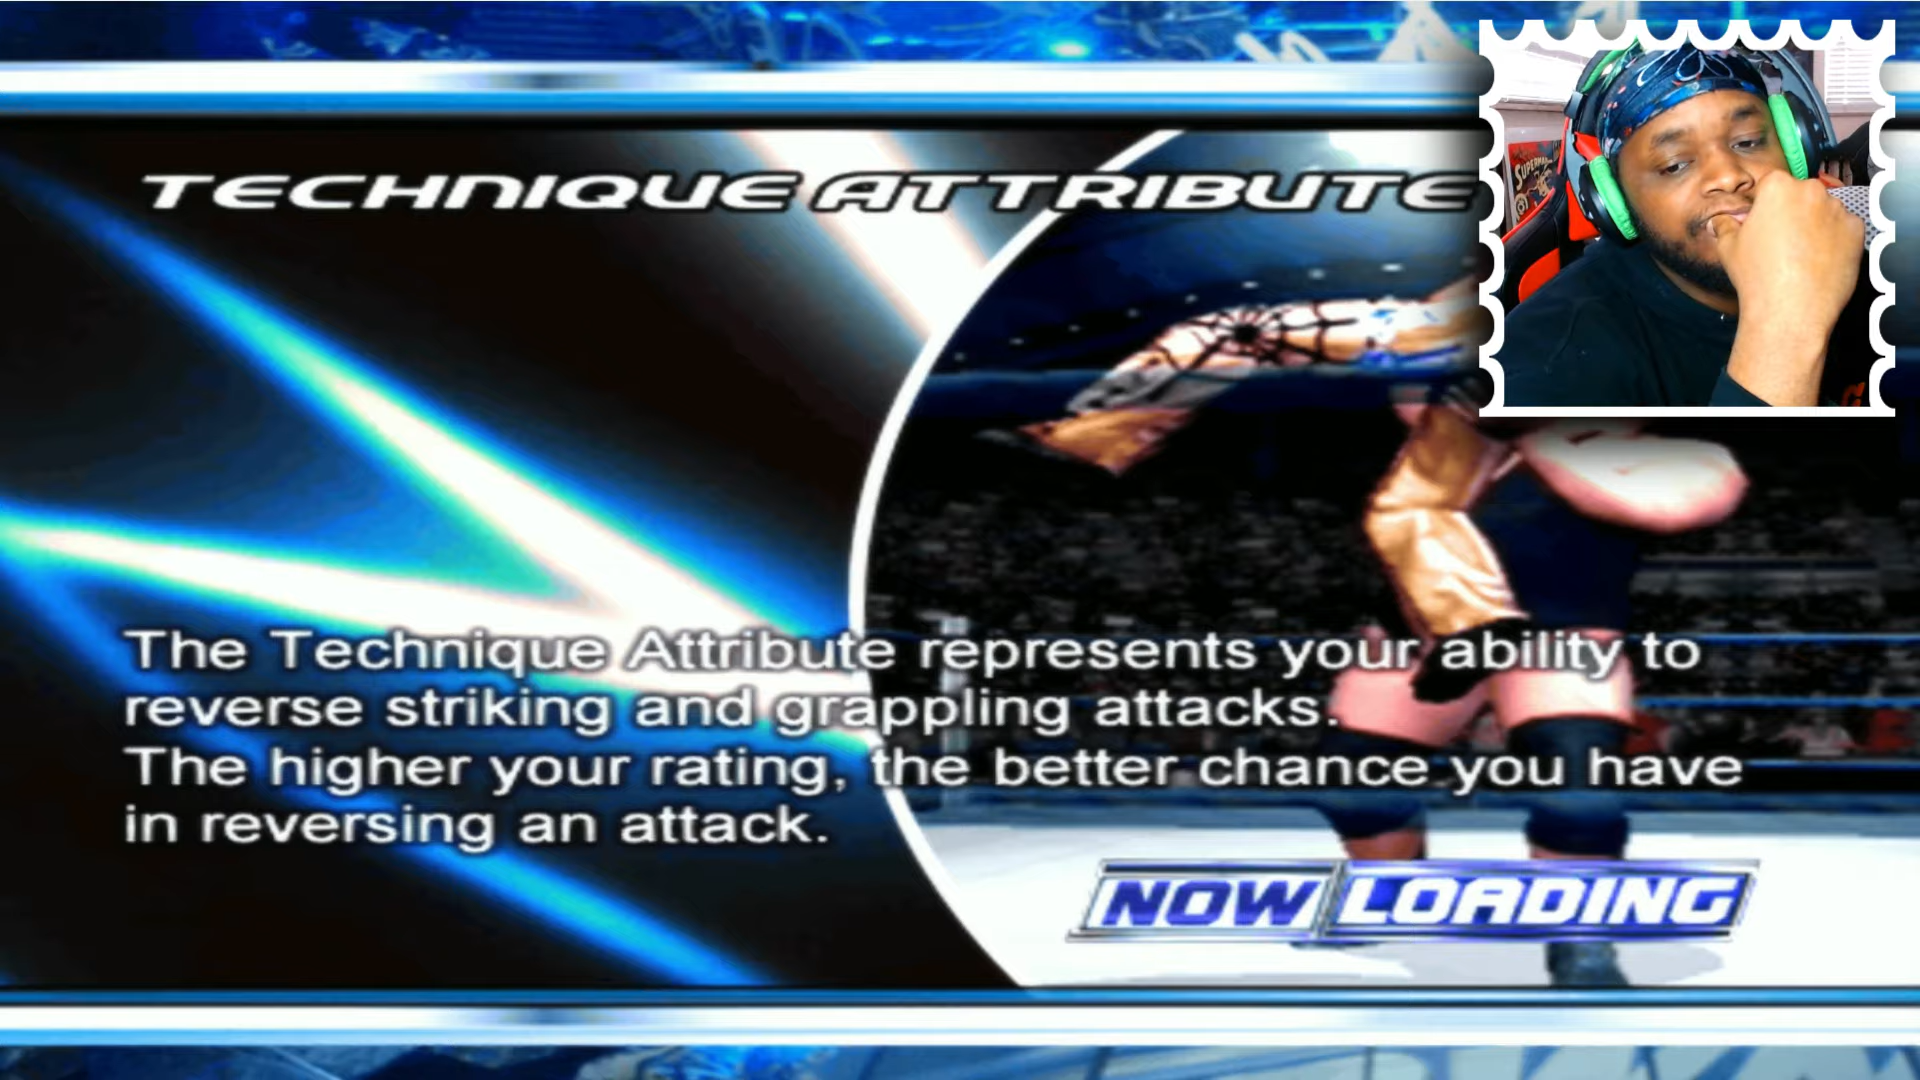 TECHNIQUE ATTRIBUTE
SUPERMAN
The Technique Attribute represents your ability to
reverse striking and grappling attacks.
The higher your rating, the better chance you have
in reversing an attack.
NOW LOADING